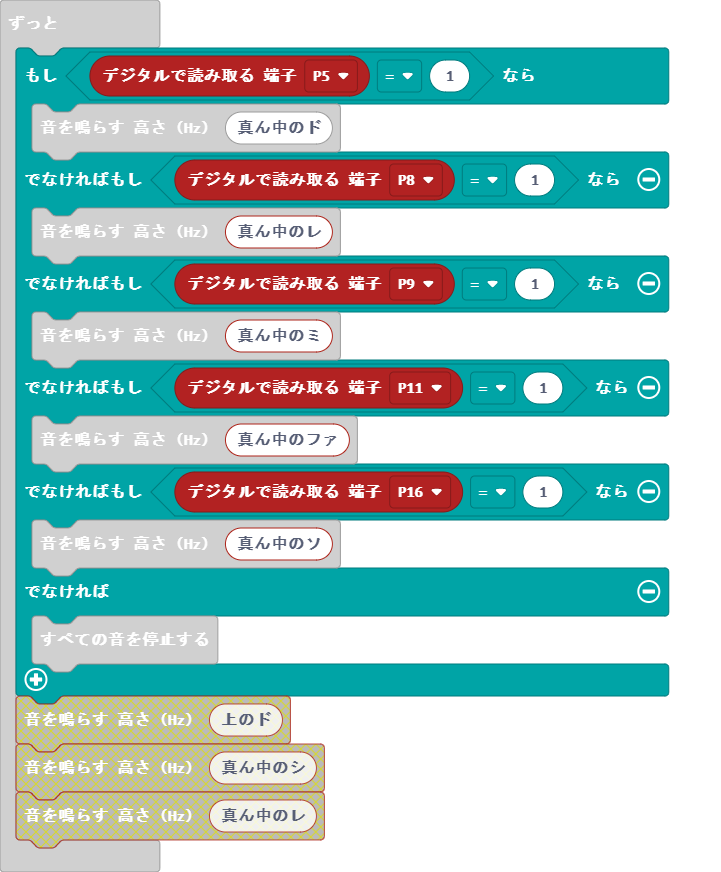 ずっと
もし デジタルで読み取る 端子 P5 = 1 なら
音を鳴らす 高さ (Hz) 真ん中のド
でなければもし デジタルで読み取る 端子 P8 = 1 なら
音を鳴らす 高さ (Hz) 真ん中のレ
でなければもし デジタルで読み取る 端子 P9 = 1 なら
音を鳴らす 高さ (Hz) 真ん中のミ
でなければもし デジタルで読み取る 端子 P11 = 1 なら
音を鳴らす 高さ (Hz) 真ん中のファ
でなければもし デジタルで読み取る 端子 P16 = 1 なら
音を鳴らす 高さ (Hz) 真ん中のソ
でなければ
すべての音を停止する
音を鳴らす 高さ (Hz) 上のド
音を鳴らす 高さ (Hz) 真ん中のシ
音を鳴らす 高さ (Hz) 真ん中のレ